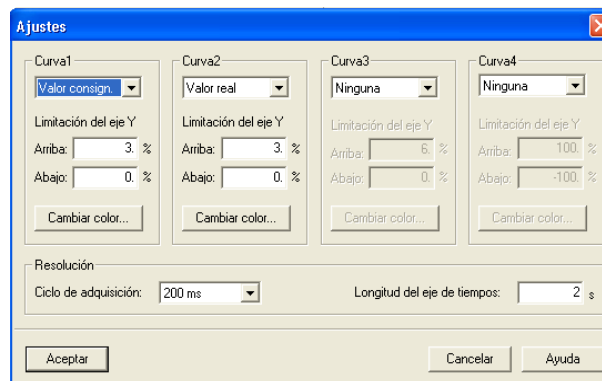 Ajustes
Curva1 Curva2 Curva3 Curva4
Valor consign. Valor real Ninguna Ninguna
Limitación del eje Y Limitación del eje Y Limitación del eje Y Limitación del eje Y
Arriba: 3. % Arriba: 3. % Arriba: 6. % Arriba: 100. %
Abajo: 0. % Abajo: 0. % Abajo: 0. % Abajo: -100. %
Cambiar color... Cambiar color... Cambiar color... Cambiar color...
Resolución
Ciclo de adquisición: 200 ms Longitud del eje de tiempos: 2 s
Aceptar Cancelar Ayuda